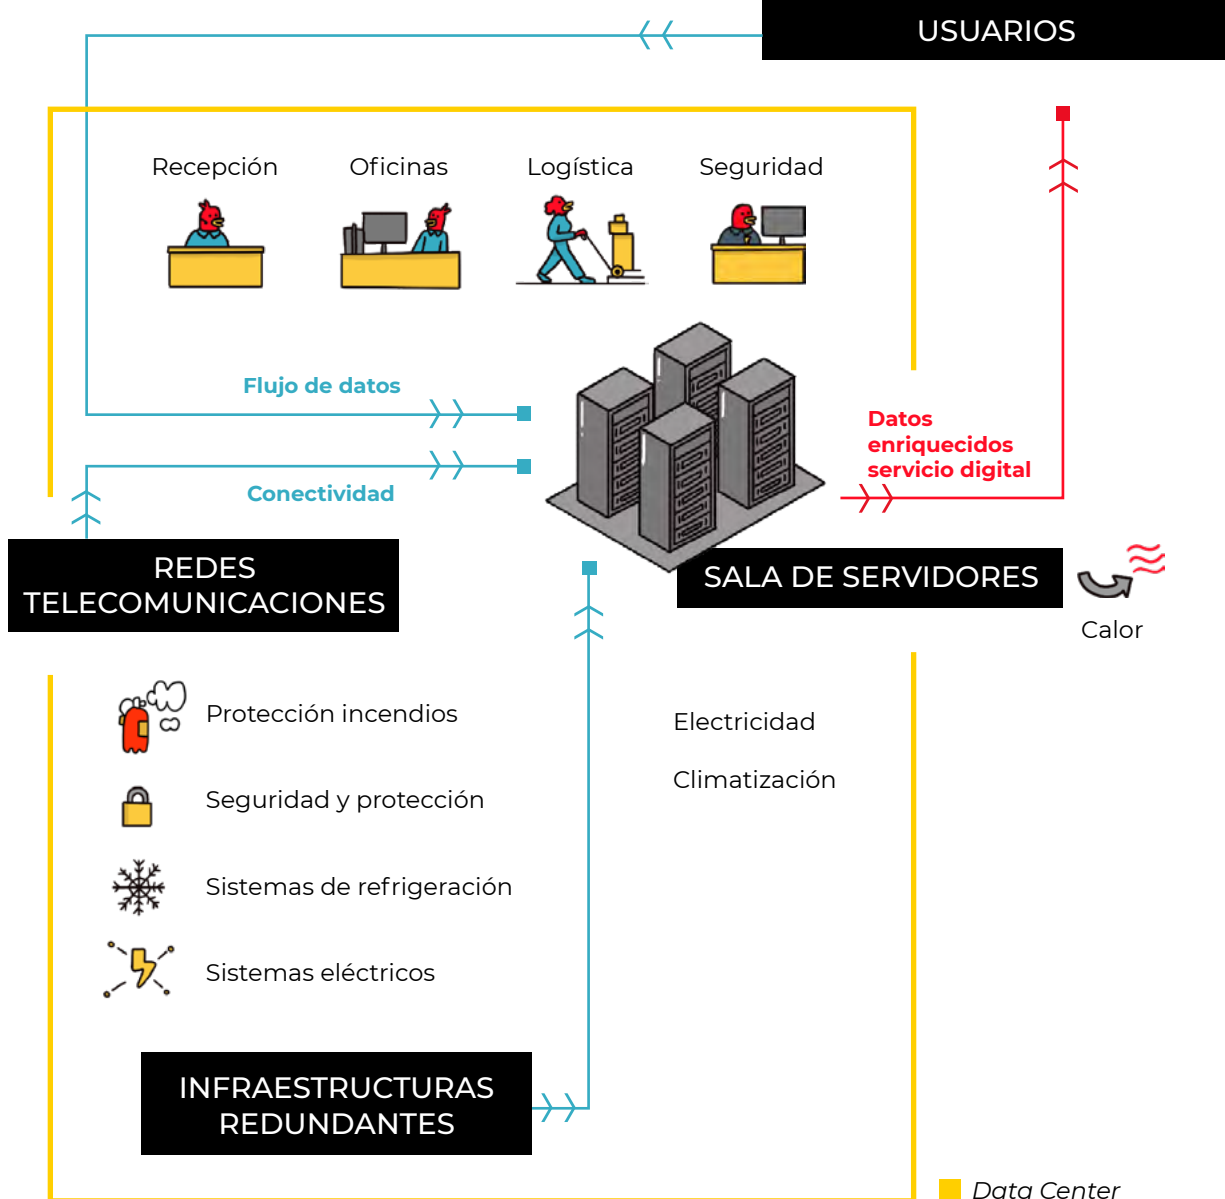 USUARIOS
Recepción
Oficinas
Logística
Seguridad
Flujo de datos
Datos
enriquecidos
servicio digital
Conectividad
REDES
TELECOMUNICACIONES
SALA DE SERVIDORES
Calor
Protección incendios
Electricidad
Climatización
Seguridad y protección
Sistemas de refrigeración
Sistemas eléctricos
INFRAESTRUCTURAS
REDUNDANTES
Data Center